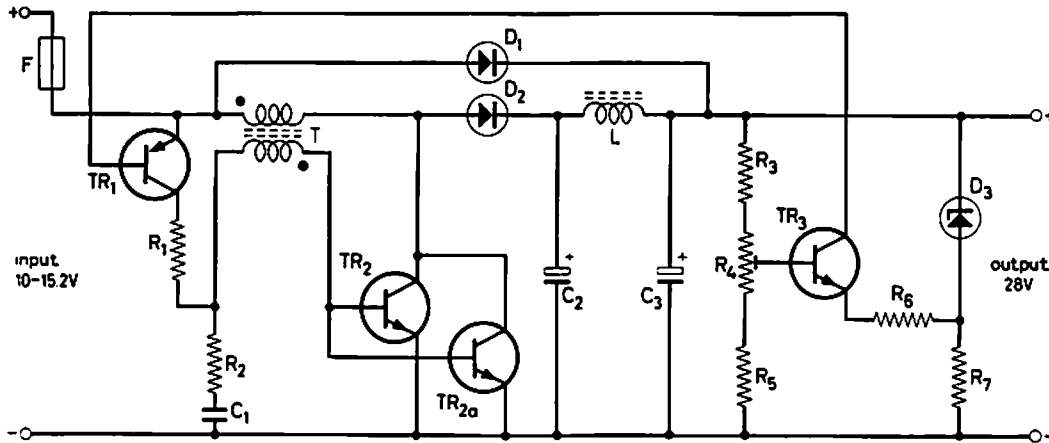 +
F
D1
D2
T
L
TR1
R1
R3
D3
TR3
input
10-15.2V
TR2
R4
output
28V
+
C2
+
C3
R6
R2
TR2a
R5
R7
C1
-
+
-